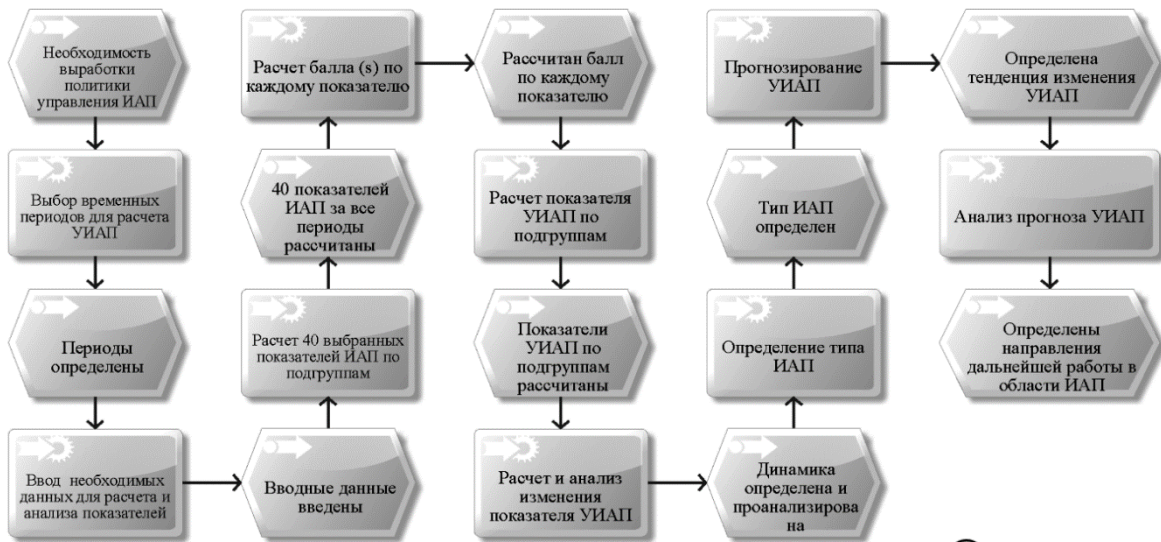 Необходимость
выработки
политики
управления ИАП
Выбор временных
периодов для расчета
УИАП
Периоды
определены
Ввод необходимых
данных для расчета и
анализа показателей
Вводные данные
введены
Расчет 40 выбранных
показателей ИАП по
подгруппам
40 показателей
ИАП за все
периоды
рассчитаны
Расчет балла (s) по
каждому показателю
Рассчитан балл
по каждому
показателю
Расчет показателя
УИАП по
подгруппам
Показатели
УИАП по
подгруппам
рассчитаны
Расчет и анализ
изменения
показателя УИАП
Динамика
определена и
проанализирова
на
Определение типа
ИАП
Тип ИАП
определен
Прогнозирование
УИАП
Определена
тенденция изменения
УИАП
Анализ прогноза УИАП
Определены
направления
дальнейшей работы в
области ИАП